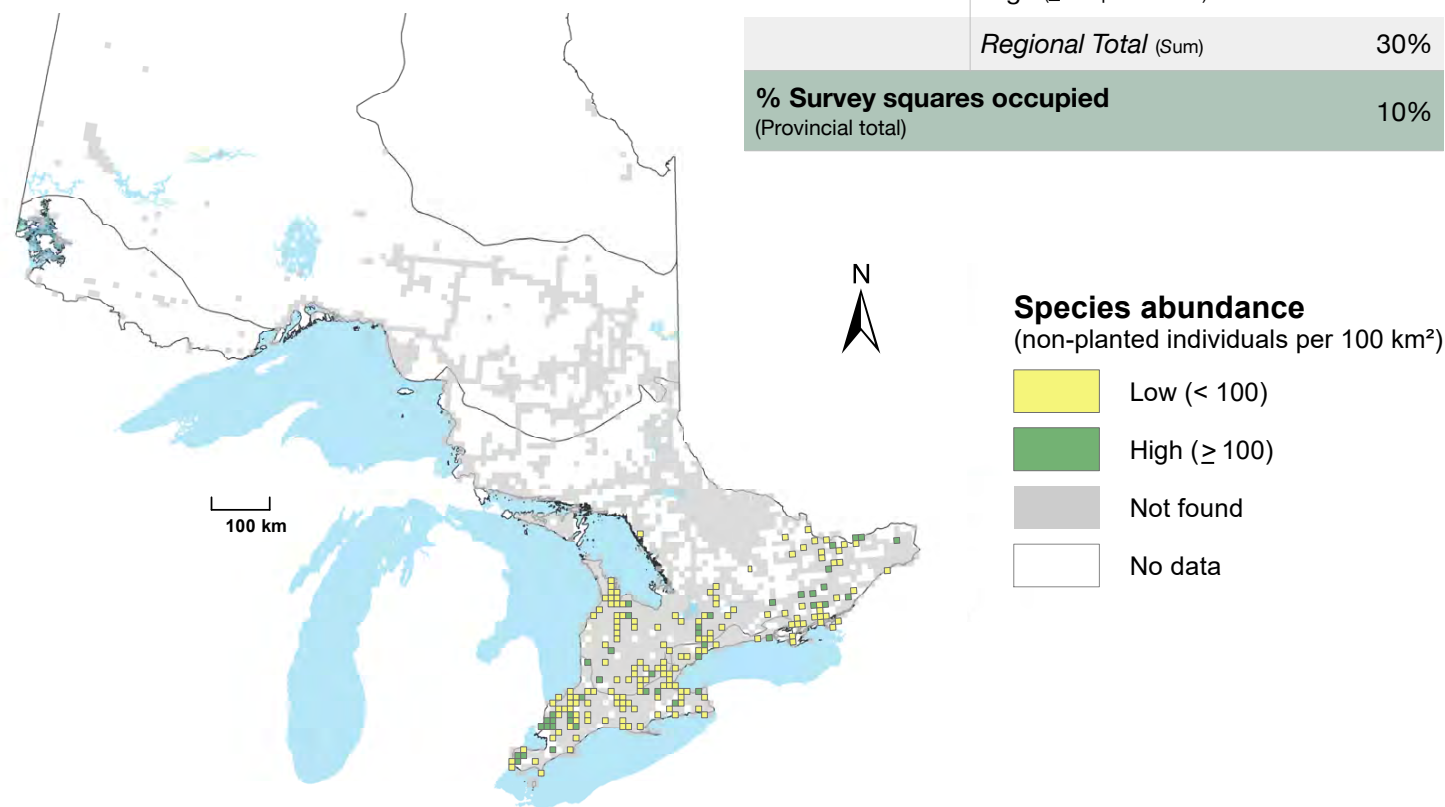 Regional Total (Sum) 30%
% Survey squares occupied 10%
(Provincial total)
N
Species abundance
(non-planted individuals per 100 km²)
Low (< 100)
High (≥ 100)
Not found
No data
100 km